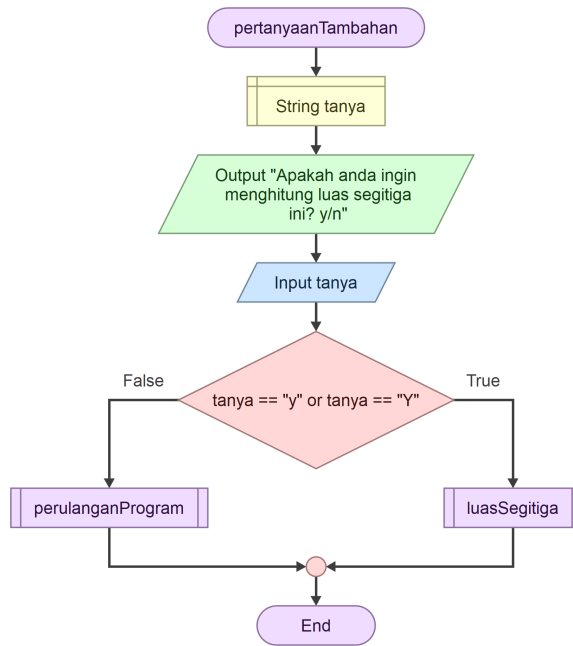 pertanyaanTambahan
String tanya
Output "Apakah anda ingin
menghitung luas segitiga
ini? y/n"
Input tanya
False
True
tanya == "y" or tanya == "Y"
perulanganProgram
luasSegitiga
End